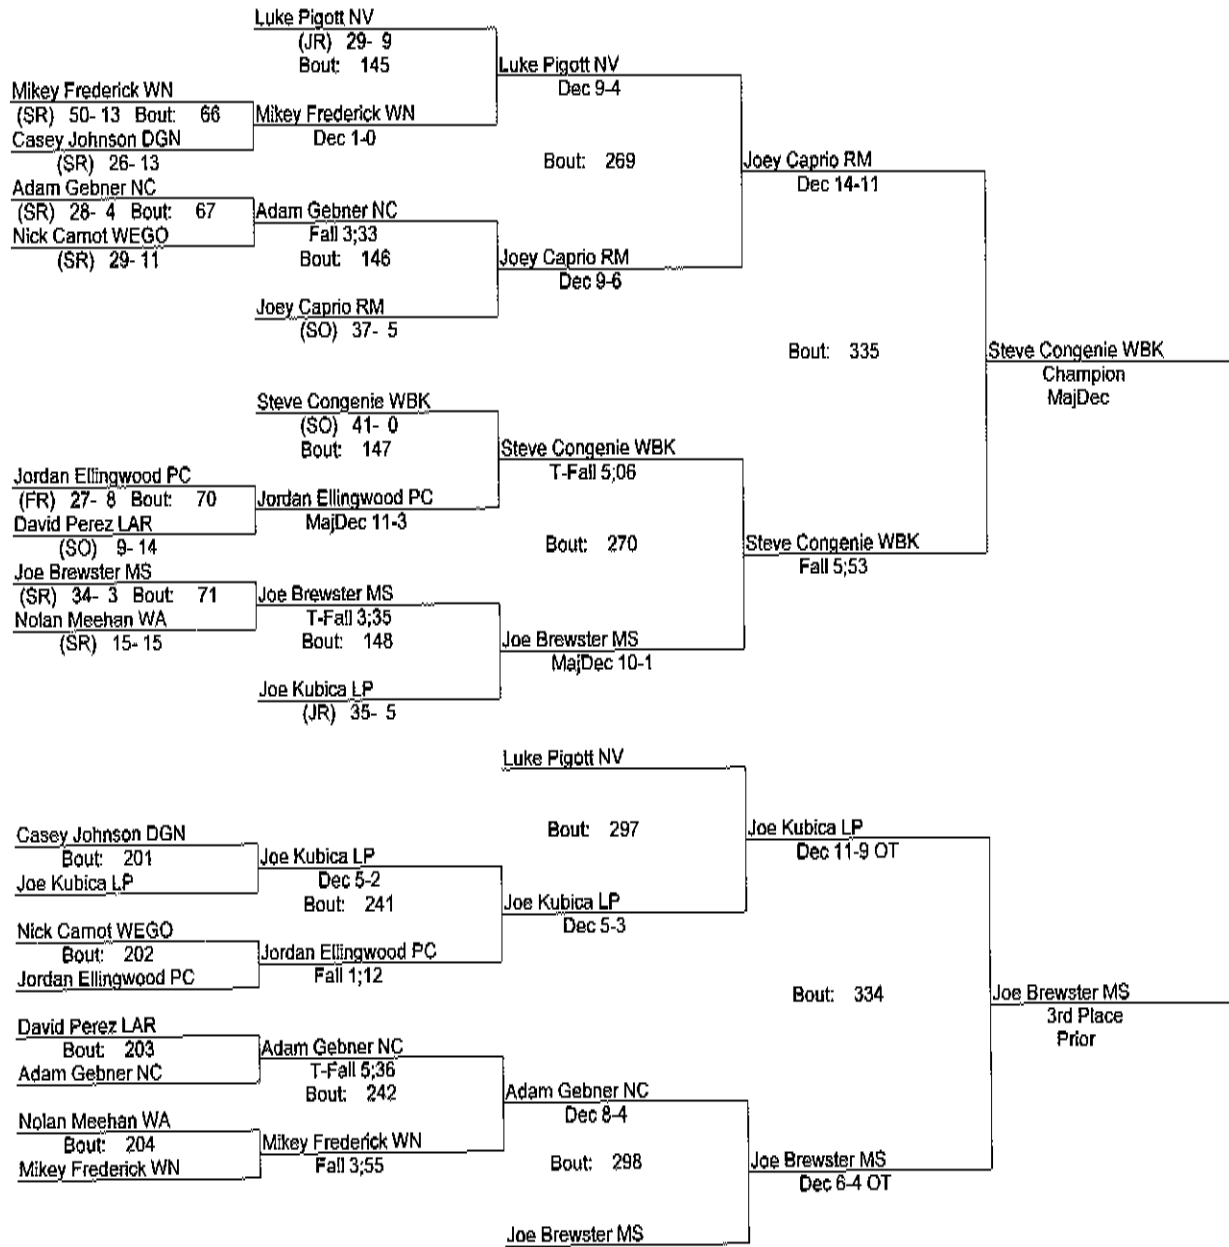 Luke Pigott NV
(JR) 29- 9
Bout: 145
Luke Pigott NV
Dec 9-4
Mikey Frederick WN
(SR) 50- 13 Bout: 66
Mikey Frederick WN
Dec 1-0
Casey Johnson DGN
(SR) 26- 13
Bout: 269
Joey Caprio RM
Dec 14-11
Adam Gebner NC
(SR) 28- 4 Bout: 67
Adam Gebner NC
Fall 3;33
Nick Carnot WEGO
(SR) 29- 11
Bout: 146
Joey Caprio RM
Dec 9-6
Joey Caprio RM
(SO) 37- 5
Bout: 335
Steve Congenie WBK
Champion
MajDec
Steve Congenie WBK
(SO) 41- 0
Bout: 147
Steve Congenie WBK
T-Fall 5;06
Jordan Ellingwood PC
(FR) 27- 8 Bout: 70
Jordan Ellingwood PC
MajDec 11-3
David Perez LAR
(SO) 9- 14
Bout: 270
Steve Congenie WBK
Fall 5;53
Joe Brewster MS
(SR) 34- 3 Bout: 71
Joe Brewster MS
T-Fall 3;35
Nolan Meehan WA
(SR) 15- 15
Bout: 148
Joe Brewster MS
MajDec 10-1
Joe Kubica LP
(JR) 35- 5
Luke Pigott NV
Bout: 297
Joe Kubica LP
Dec 11-9 OT
Casey Johnson DGN
Bout: 201
Joe Kubica LP
Joe Kubica LP
Dec 5-2
Bout: 241
Joe Kubica LP
Dec 5-3
Nick Carnot WEGO
Bout: 202
Jordan Ellingwood PC
Jordan Ellingwood PC
Fall 1;12
Bout: 334
Joe Brewster MS
3rd Place
Prior
David Perez LAR
Bout: 203
Adam Gebner NC
Adam Gebner NC
T-Fall 5;36
Bout: 242
Adam Gebner NC
Dec 8-4
Nolan Meehan WA
Bout: 204
Mikey Frederick WN
Mikey Frederick WN
Fall 3;55
Bout: 298
Joe Brewster MS
Dec 6-4 OT
Joe Brewster MS